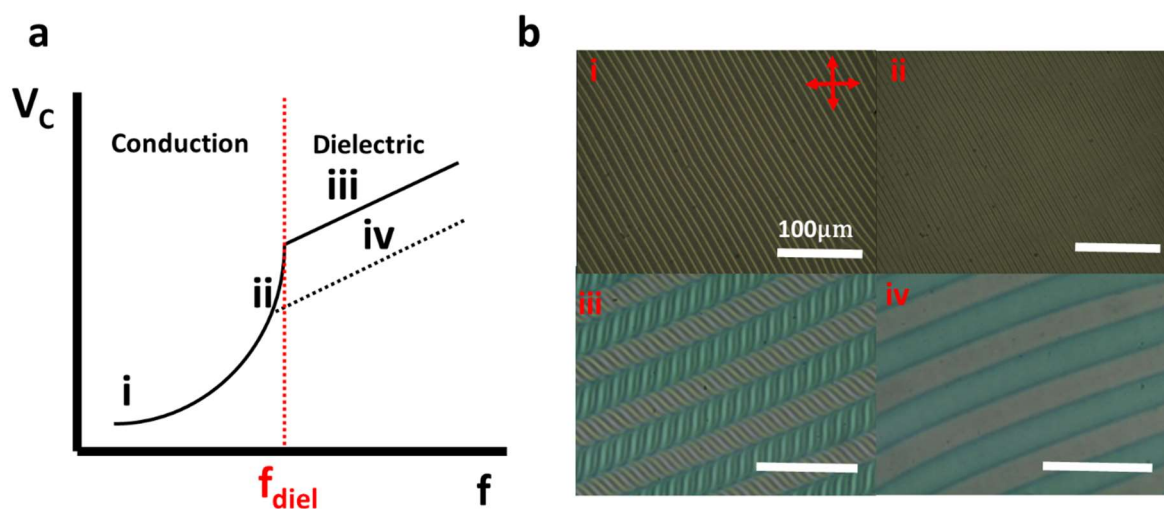 a
V_C
Conduction
Dielectric
i
ii
iii
iv
f_diel
f
b
i
ii
100μm
iii
iv